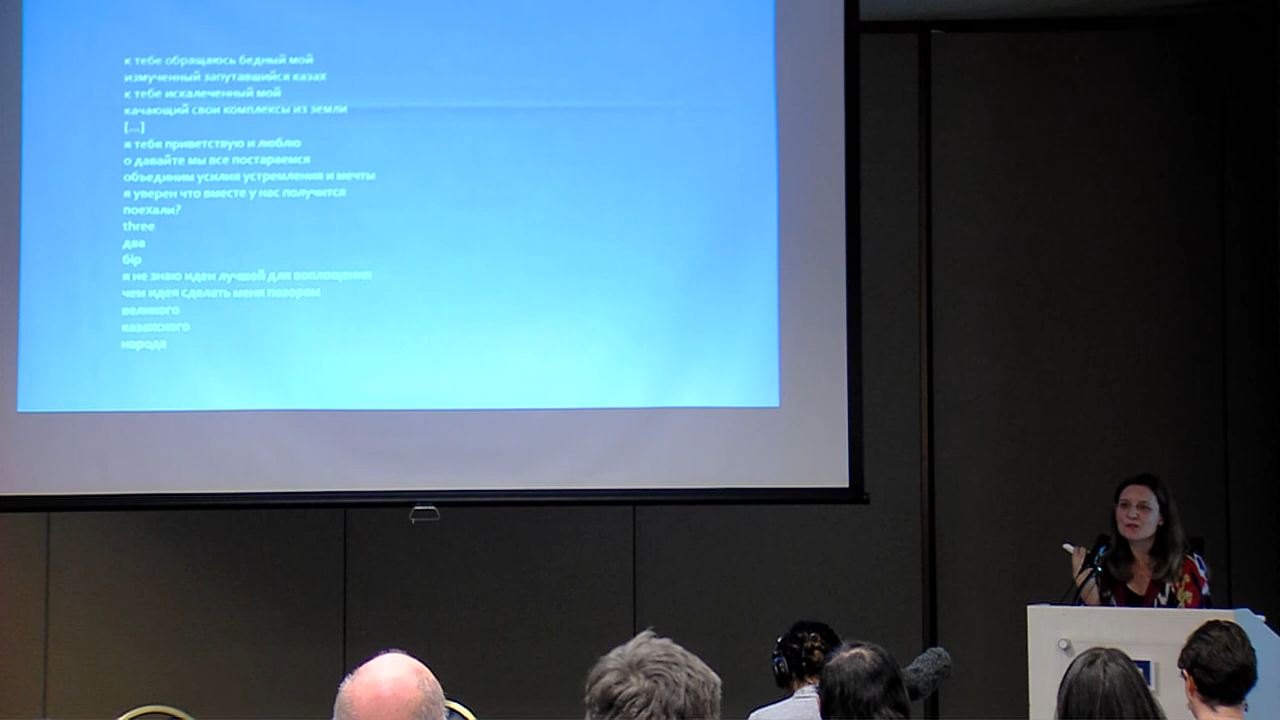 к тебе обращаюсь бедный мой
измученный запутавшийся казах
к тебе искалеченный мой
качающий свои комплексы из земли
[...]
я тебя приветствую и люблю
о давайте мы все постараемся
объединим усилия устремления и мечты
я уверен что вместе у нас получится
поехали?
three
два
бір
я не знаю идеи лучшей для воплощения
чем идея сделать меня позором
великого
казахского
народа